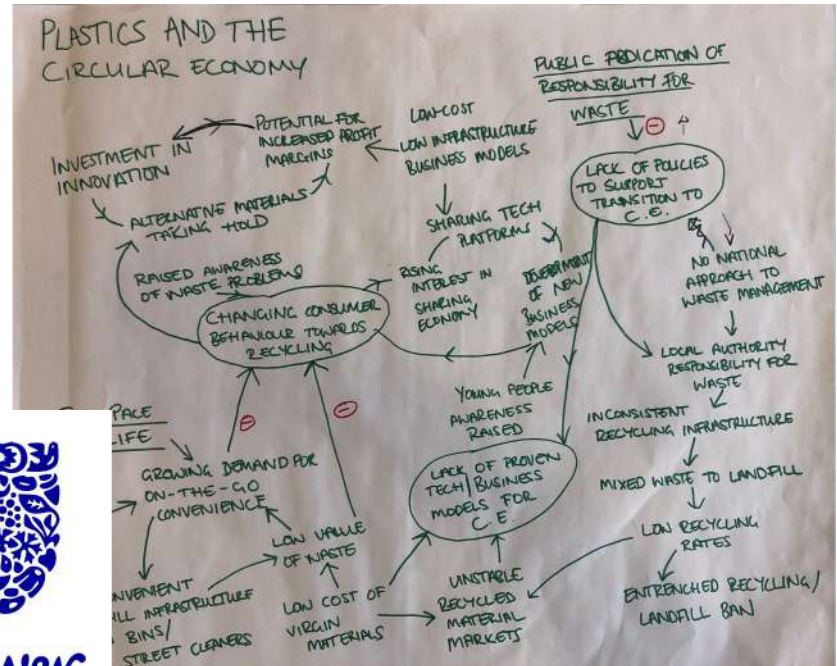 PLASTICS AND THE
CIRCULAR ECONOMY
PUBLIC ABDICATION OF
RESPONSIBILITY FOR
WASTE
LACK OF POLICIES
TO SUPPORT
TRANSITION TO
C.E.
POTENTIAL FOR
INCREASED PROFIT
MARGINS
LOW-COST
LOW INFRASTRUCTURE
BUSINESS MODELS
INVESTMENT IN
INNOVATION
ALTERNATIVE MATERIALS
TAKING HOLD
SHARING TECH
PLATFORMS
RAISED AWARENESS
OF WASTE PROBLEMS
RISING
INTEREST IN
SHARING
ECONOMY
DEVELOPMENT
OF NEW
BUSINESS
MODELS
NO NATIONAL
APPROACH TO
WASTE MANAGEMENT
CHANGING CONSUMER
BEHAVIOUR TOWARDS
RECYCLING
LOCAL AUTHORITY
RESPONSIBILITY FOR
WASTE
YOUNG PEOPLE
AWARENESS
RAISED
INCONSISTENT
RECYCLING INFRASTRUCTURE
PACE
LIFE
GROWING DEMAND FOR
ON-THE-GO
CONVENIENCE
LACK OF PROVEN
TECH/BUSINESS
MODELS FOR
C.E.
MIXED WASTE TO LANDFILL
LOW RECYCLING
RATES
LOW VALUE
OF WASTE
NVENIENT
ILL INFRASTRUCTURE
BINS/
STREET CLEANERS
LOW COST OF
VIRGIN
MATERIALS
UNSTABLE
RECYCLED
MATERIAL
MARKETS
ENTRENCHED RECYCLING/
LANDFILL BAN